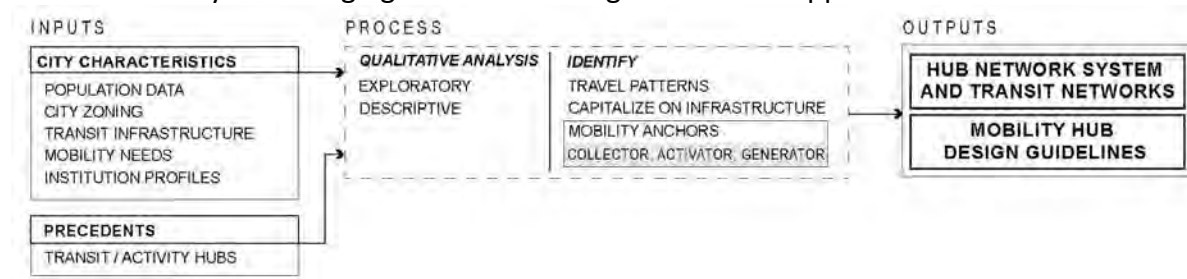 INPUTS
CITY CHARACTERISTICS
POPULATION DATA
CITY ZONING
TRANSIT INFRASTRUCTURE
MOBILITY NEEDS
INSTITUTION PROFILES
PRECEDENTS
TRANSIT / ACTIVITY HUBS
PROCESS
QUALITATIVE ANALYSIS
EXPLORATORY
DESCRIPTIVE
IDENTIFY
TRAVEL PATTERNS
CAPITALIZE ON INFRASTRUCTURE
MOBILITY ANCHORS
COLLECTOR, ACTIVATOR, GENERATOR
OUTPUTS
HUB NETWORK SYSTEM
AND TRANSIT NETWORKS
MOBILITY HUB
DESIGN GUIDELINES